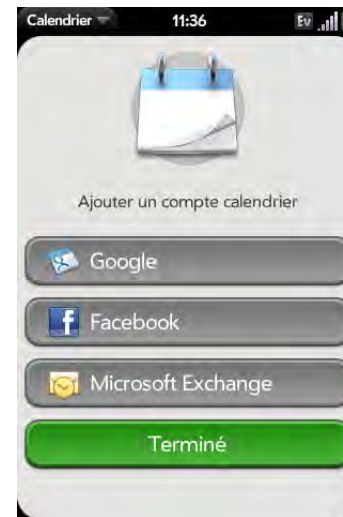 Calendrier 11:36 Ev
Ajouter un compte calendrier
Google
Facebook
Microsoft Exchange
Terminé